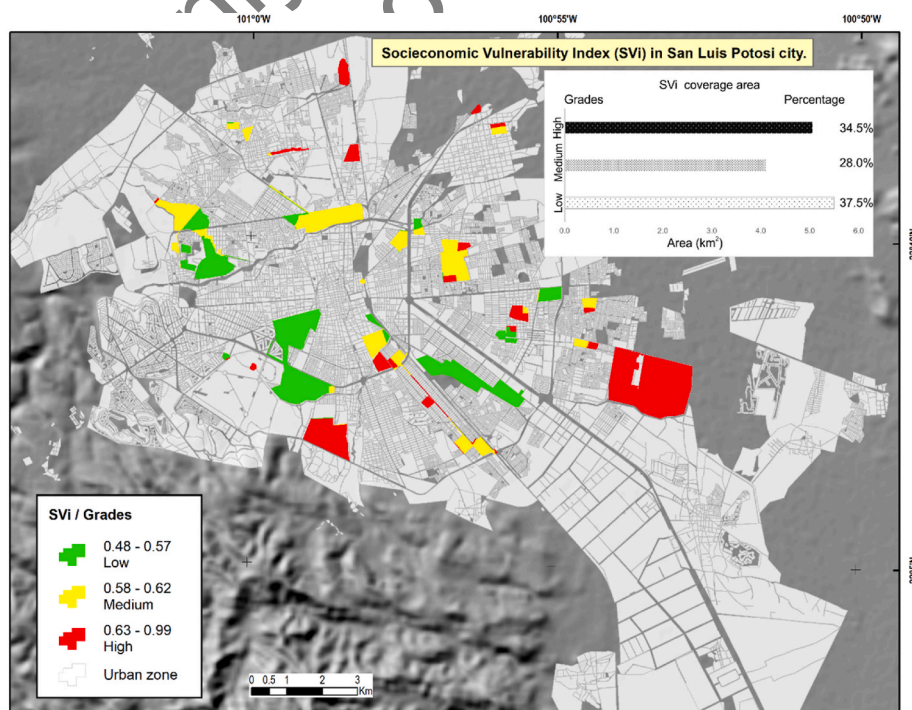 101°0'W 100°55'W 100°50'W
Socieconomic Vulnerability Index (SVi) in San Luis Potosi city.
SVi coverage area
Grades Percentage
High 34.5%
Medium 28.0%
Low 37.5%
0.0 1.0 2.0 3.0 4.0 5.0 6.0
Area (km²)
SVi / Grades
0.48 - 0.57
Low
0.58 - 0.62
Medium
0.63 - 0.99
High
Urban zone
0 0.5 1 2 3
Km